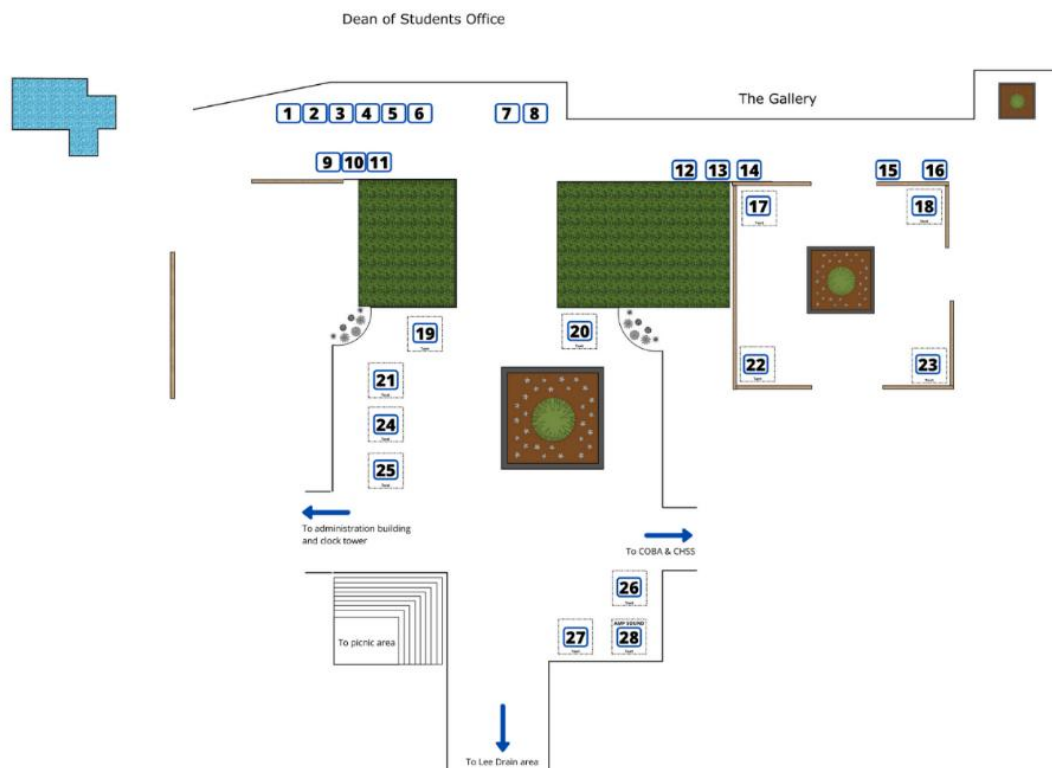 Dean of Students Office
The Gallery
1 2 3 4 5 6 7 8
9 10 11
12 13 14 15 16
17 18
19 20
21
22 23
24
25
To administration building
and clock tower
To COBA & CHSS
26
AMP SOUND
27 28
To picnic area
To Lee Drain area